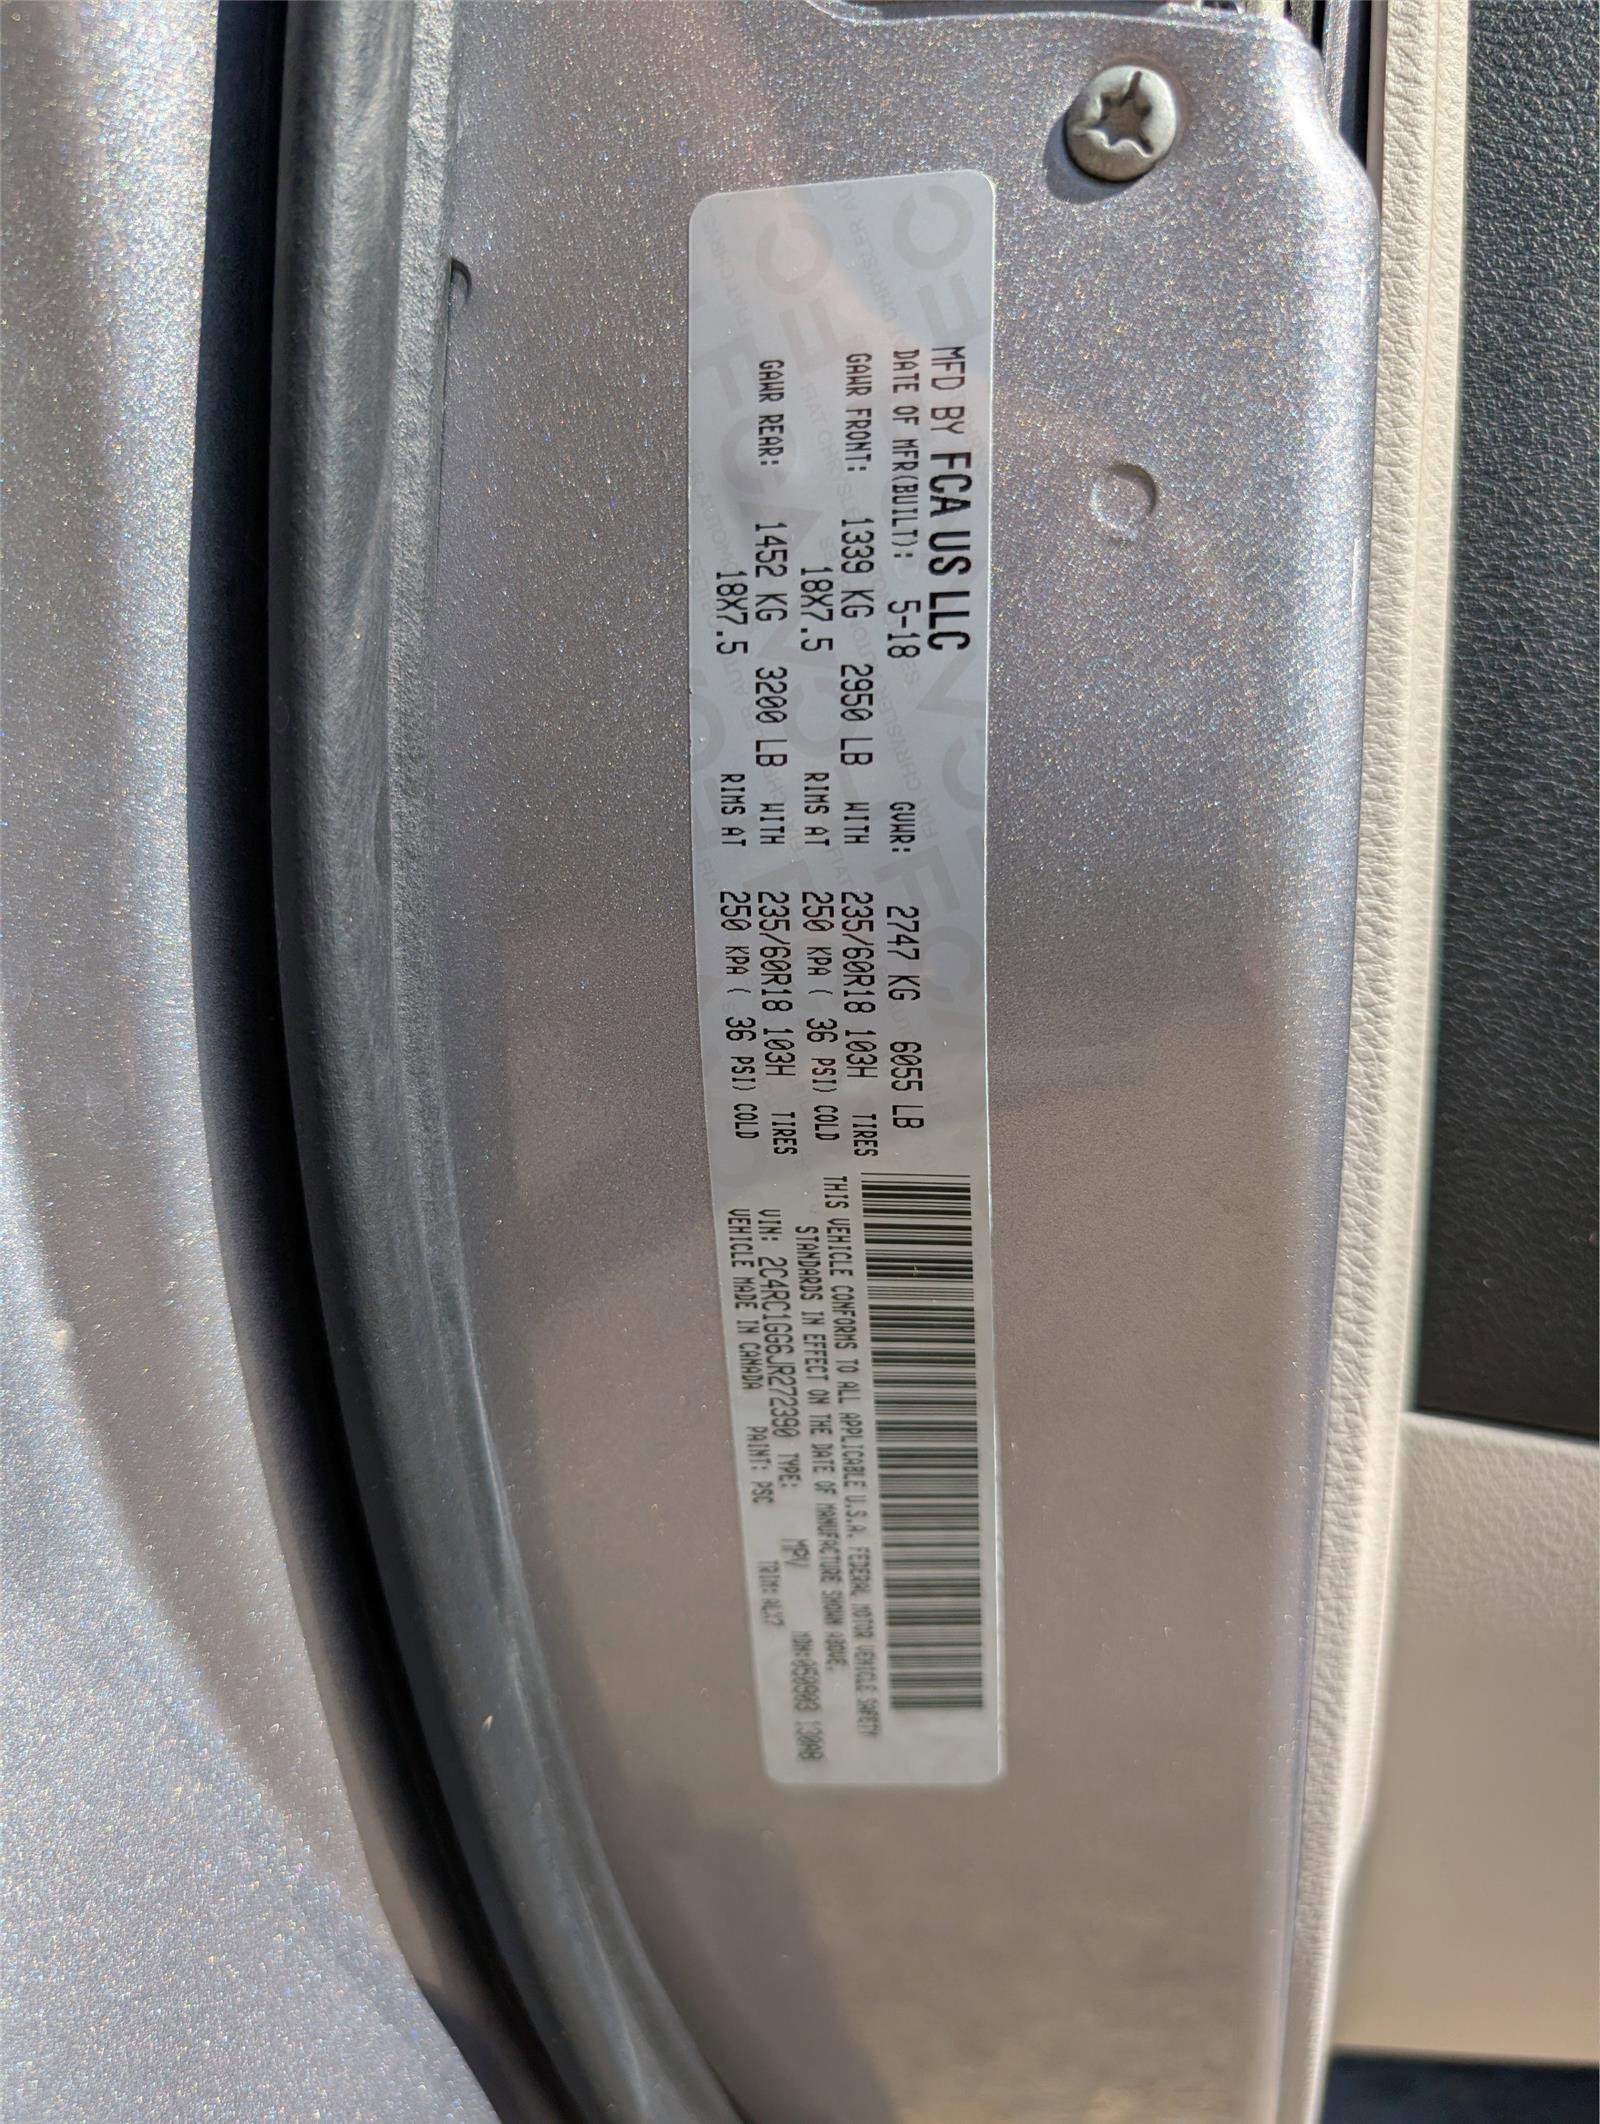 MFD BY FCA US LLC
DATE OF MFR(BUILT): 5-18 GVWR: 2747 KG 6055 LB
GAWR FRONT: 1339 KG 2950 LB WITH 235/60R18 103H TIRES
18X7.5 RIMS AT 250 KPA ( 36 PSI) COLD
GAWR REAR: 1452 KG 3200 LB WITH 235/60R18 103H TIRES
18X7.5 RIMS AT 250 KPA ( 36 PSI) COLD
THIS VEHICLE CONFORMS TO ALL APPLICABLE U.S.A. FEDERAL MOTOR VEHICLE SAFETY
STANDARDS IN EFFECT ON THE DATE OF MANUFACTURE SHOWN ABOVE.
VIN: 2C4RC1GG6JR272390 TYPE: MPV
VEHICLE MADE IN CANADA PAINT: PSC